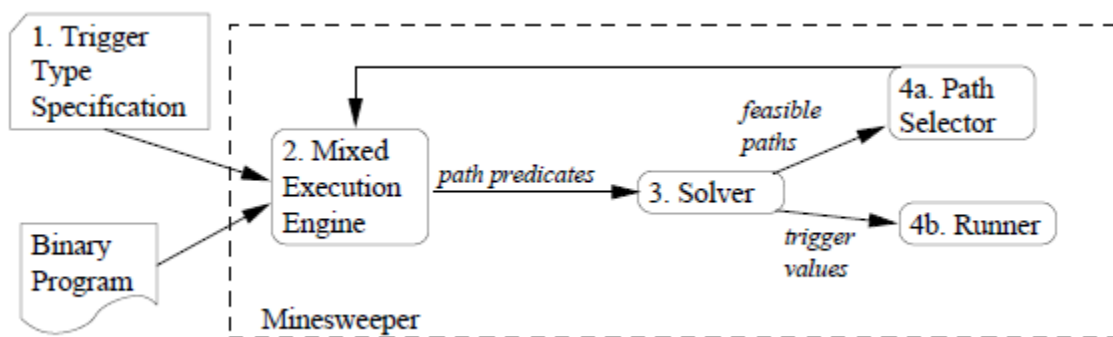 1. Trigger
Type
Specification
Binary
Program
2. Mixed
Execution
Engine
path predicates
3. Solver
feasible
paths
trigger
values
4a. Path
Selector
4b. Runner
Minesweeper